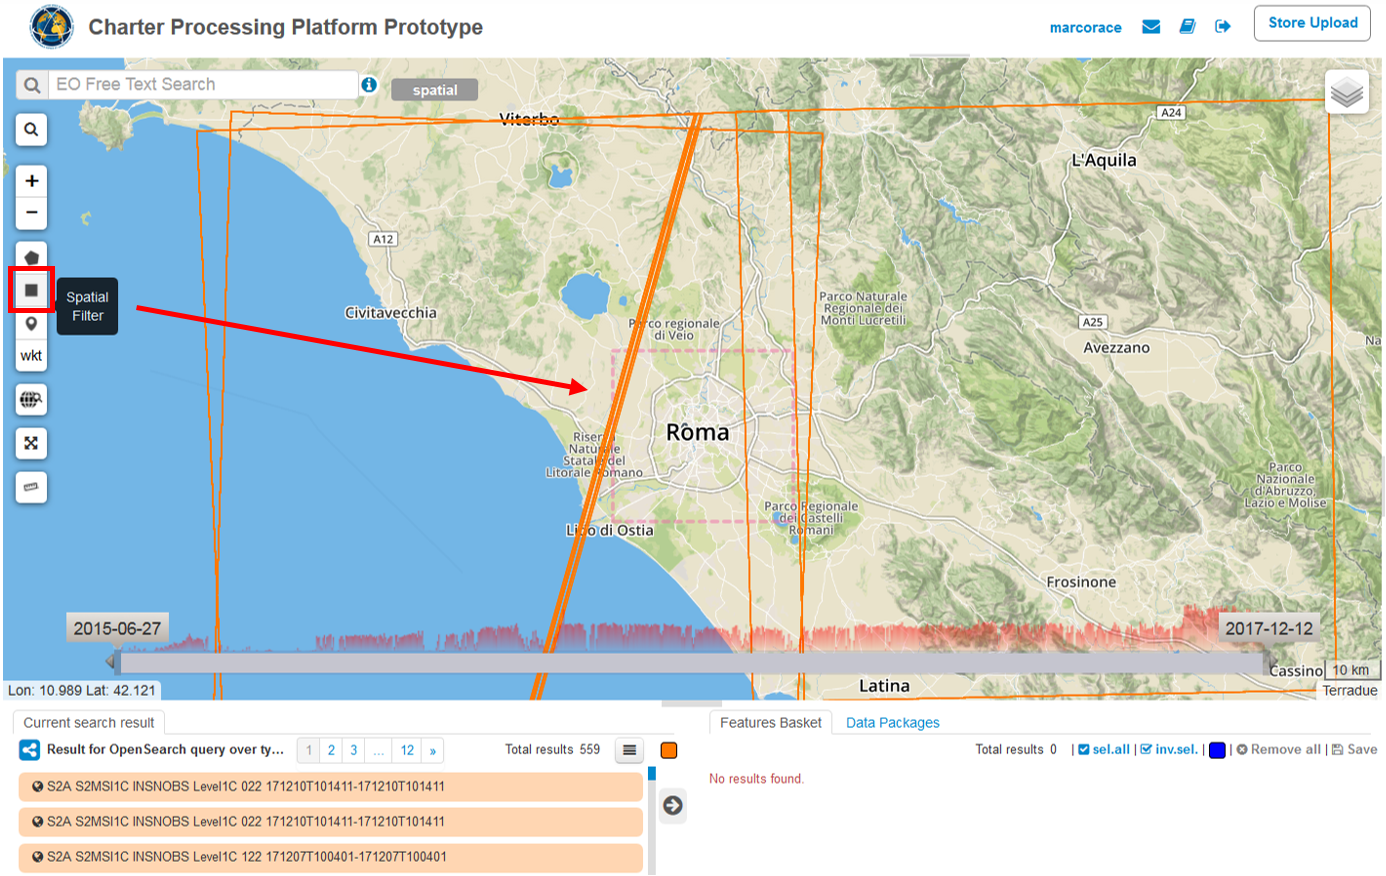 Charter Processing Platform Prototype
marcorace
Store Upload
EO Free Text Search
spatial
Viterbo
A24
L'Aquila
A12
Spatial
Filter
Civitavecchia
Parco Naturale
Regionale dei
Monti Lucretili
Parco regionale
di Veio
A25
Avezzano
Na
wkt
Roma
Riserva
Naturale
Statale del
Litorale Romano
Parco
Nazionale
d'Abruzzo,
Lazio e Molise
Parco Regionale
dei Castelli
Romani
Lido di Ostia
Frosinone
2015-06-27
2017-12-12
Cassino
10 km
Latina
Lon: 10.989 Lat: 42.121
Terradue
Current search result
Features Basket
Data Packages
Result for OpenSearch query over ty...
1 2 3 ... 12 »
Total results 559
Total results 0 | sel.all | inv.sel. | Remove all | Save
No results found.
S2A S2MSI1C INSNOBS Level1C 022 171210T101411-171210T101411
S2A S2MSI1C INSNOBS Level1C 022 171210T101411-171210T101411
S2A S2MSI1C INSNOBS Level1C 122 171207T100401-171207T100401